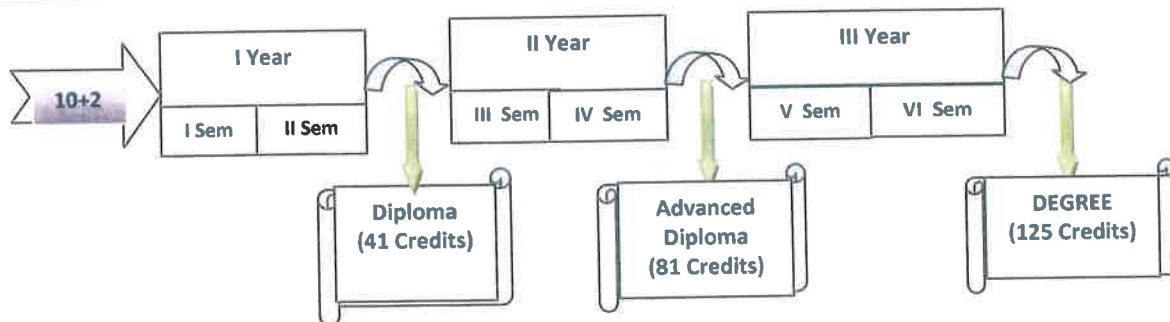 10+2
I Year
I Sem
II Sem
II Year
III Sem
IV Sem
III Year
V Sem
VI Sem
Diploma
(41 Credits)
Advanced
Diploma
(81 Credits)
DEGREE
(125 Credits)